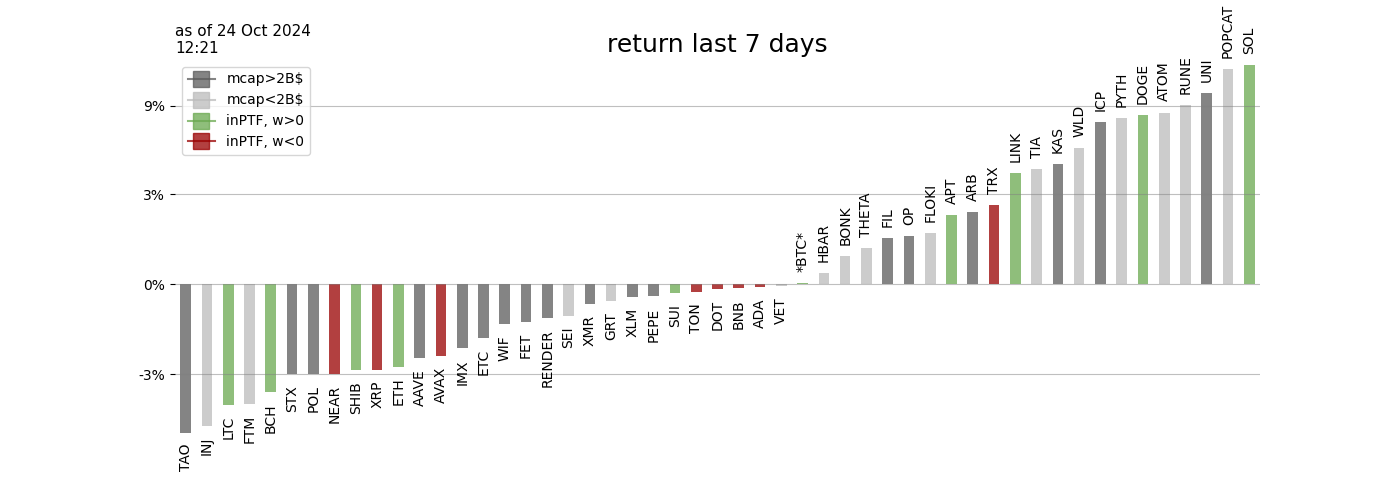 as of 24 Oct 2024
12:21
return last 7 days
mcap>2B$
mcap<2B$
inPTF, w>0
inPTF, w<0
9%
3%
0%
-3%
TAO
INJ
LTC
FTM
BCH
STX
POL
NEAR
SHIB
XRP
ETH
AAVE
AVAX
IMX
ETC
WIF
FET
RENDER
SEI
XMR
GRT
XLM
PEPE
SUI
TON
DOT
BNB
ADA
VET
*BTC*
HBAR
BONK
THETA
FIL
OP
FLOKI
APT
ARB
TRX
LINK
TIA
KAS
WLD
ICP
PYTH
DOGE
ATOM
RUNE
UNI
POPCAT
SOL